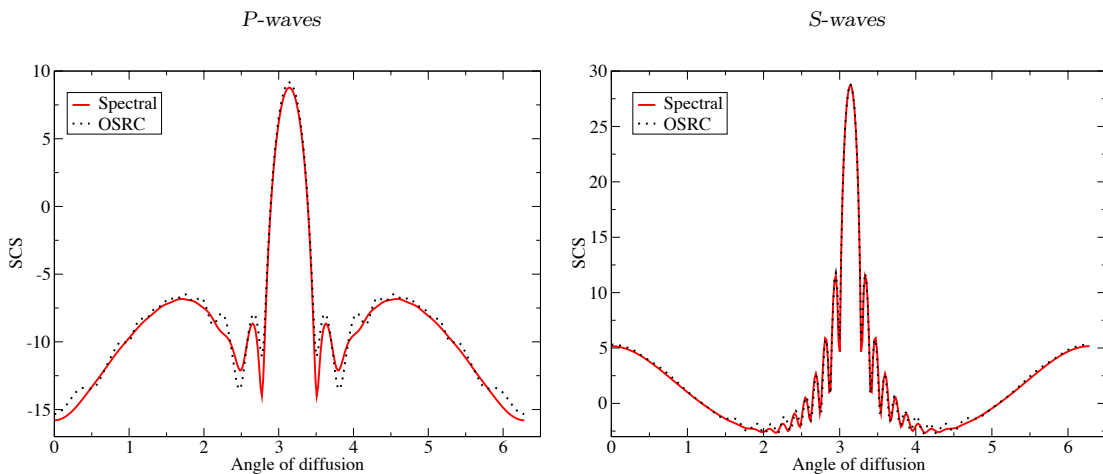 P-waves
S-waves
10
5
0
-5
-10
-15
SCS
Spectral
OSRC
0
1
2
3
4
5
6
Angle of diffusion
30
25
20
15
10
5
0
SCS
Spectral
OSRC
0
1
2
3
4
5
6
Angle of diffusion